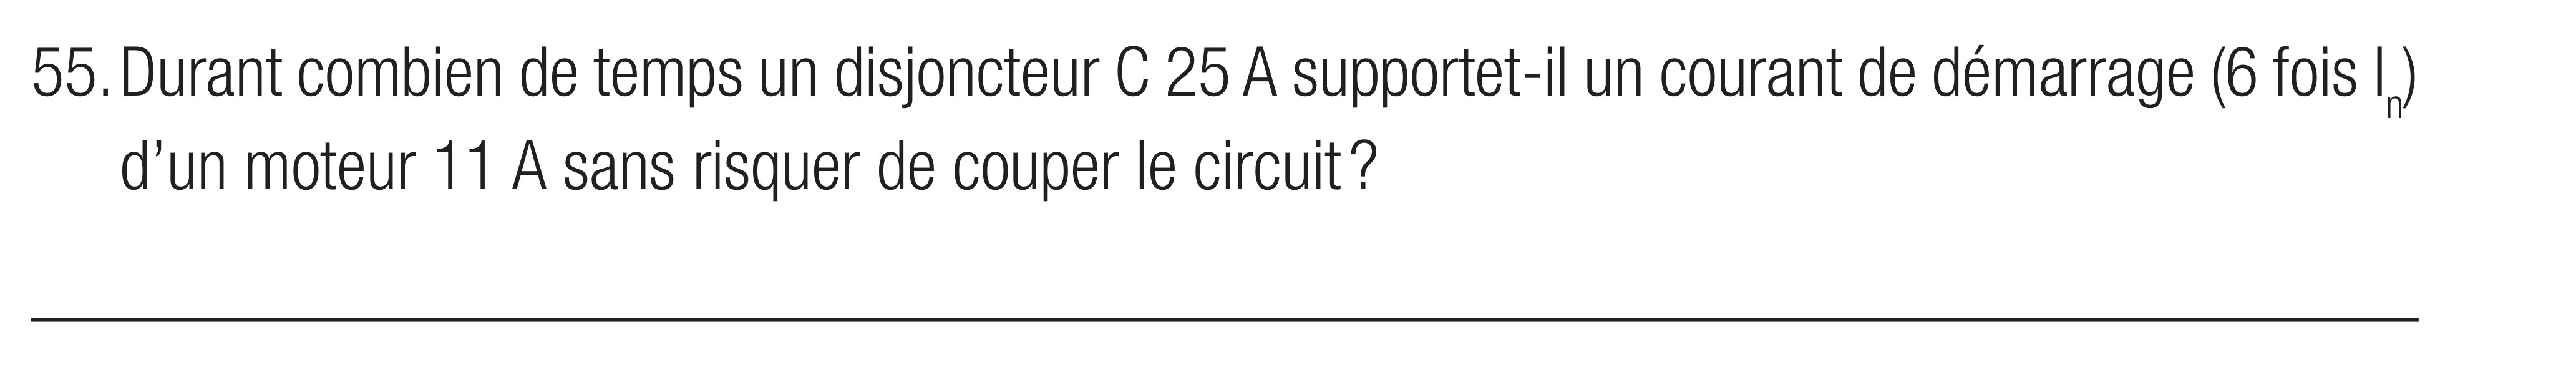 55. Durant combien de temps un disjoncteur C 25 A supportet-il un courant de démarrage (6 fois Iₙ)
d’un moteur 11 A sans risquer de couper le circuit ?